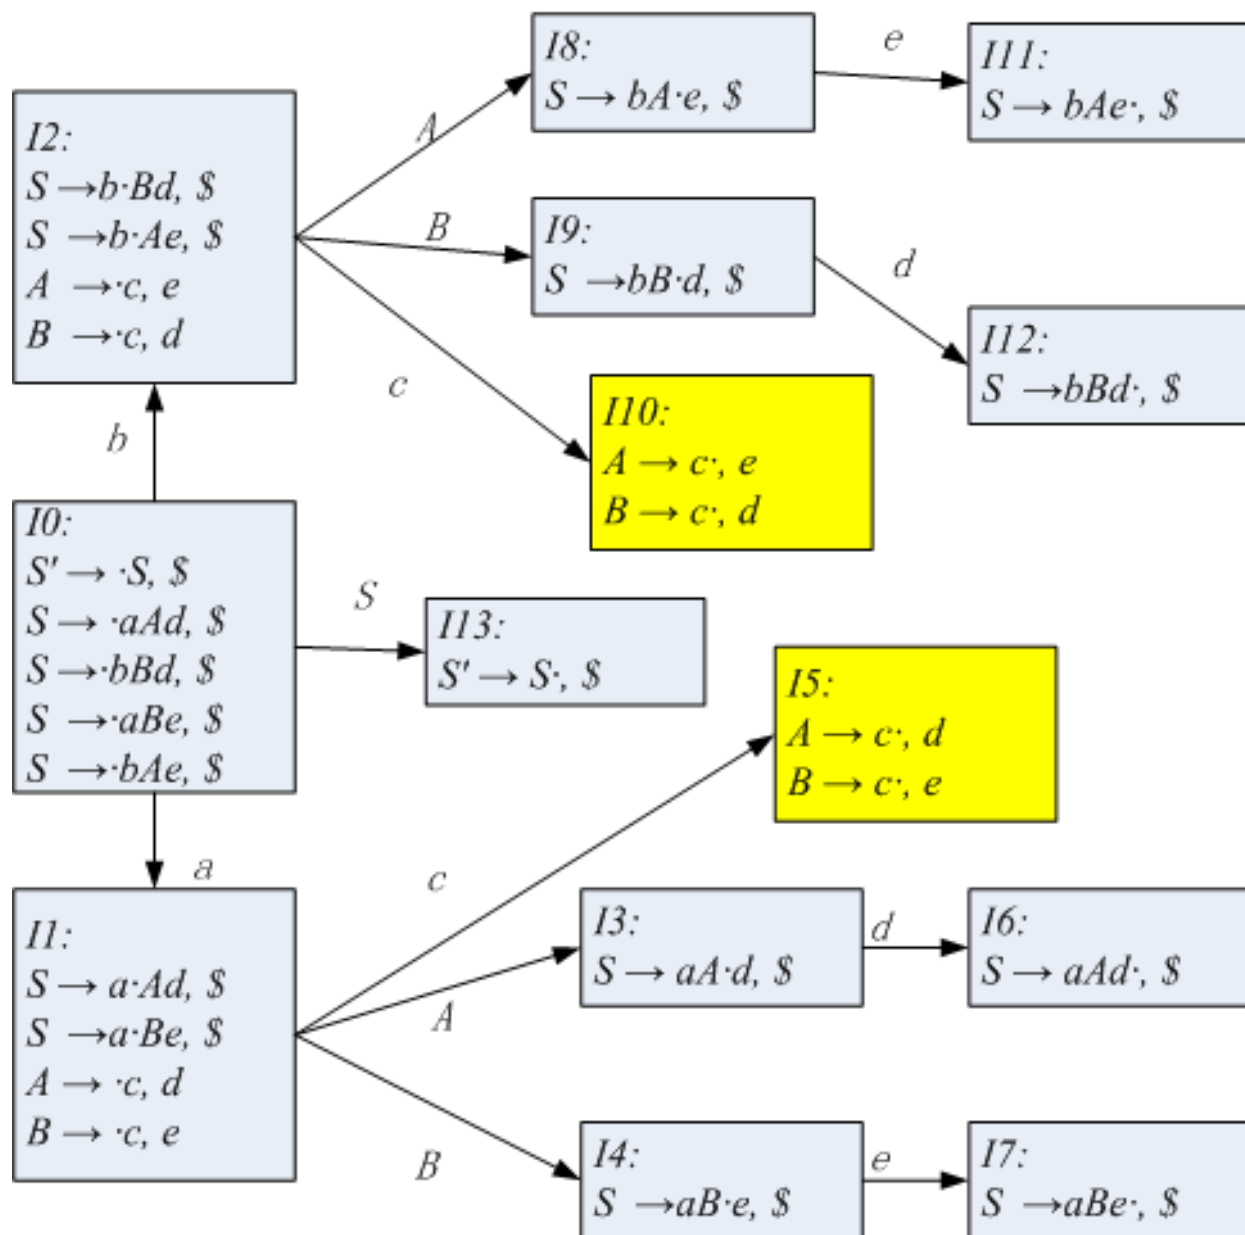 I8:
S → bA·e, $
e
I11:
S → bAe·, $
I2:
S →b·Bd, $
S →b·Ae, $
A →·c, e
B →·c, d
A
B
I9:
S →bB·d, $
d
I12:
S →bBd·, $
c
I10:
A → c·, e
B → c·, d
b
I0:
S' → ·S, $
S → ·aAd, $
S →·bBd, $
S →·aBe, $
S →·bAe, $
S
I13:
S' → S·, $
I5:
A → c·, d
B → c·, e
a
c
I1:
S → a·Ad, $
S →a·Be, $
A → ·c, d
B → ·c, e
I3:
S → aA·d, $
d
I6:
S → aAd·, $
A
B
I4:
S →aB·e, $
e
I7:
S →aBe·, $